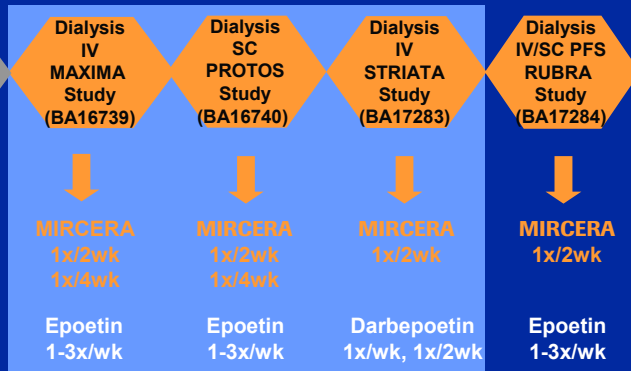 Dialysis
IV
MAXIMA
Study
(BA16739)
MIRCERA
1x/2wk
1x/4wk
Epoetin
1-3x/wk
Dialysis
SC
PROTOS
Study
(BA16740)
MIRCERA
1x/2wk
1x/4wk
Epoetin
1-3x/wk
Dialysis
IV
STRIATA
Study
(BA17283)
MIRCERA
1x/2wk
Darbepoetin
1x/wk, 1x/2wk
Dialysis
IV/SC PFS
RUBRA
Study
(BA17284)
MIRCERA
1x/2wk
Epoetin
1-3x/wk